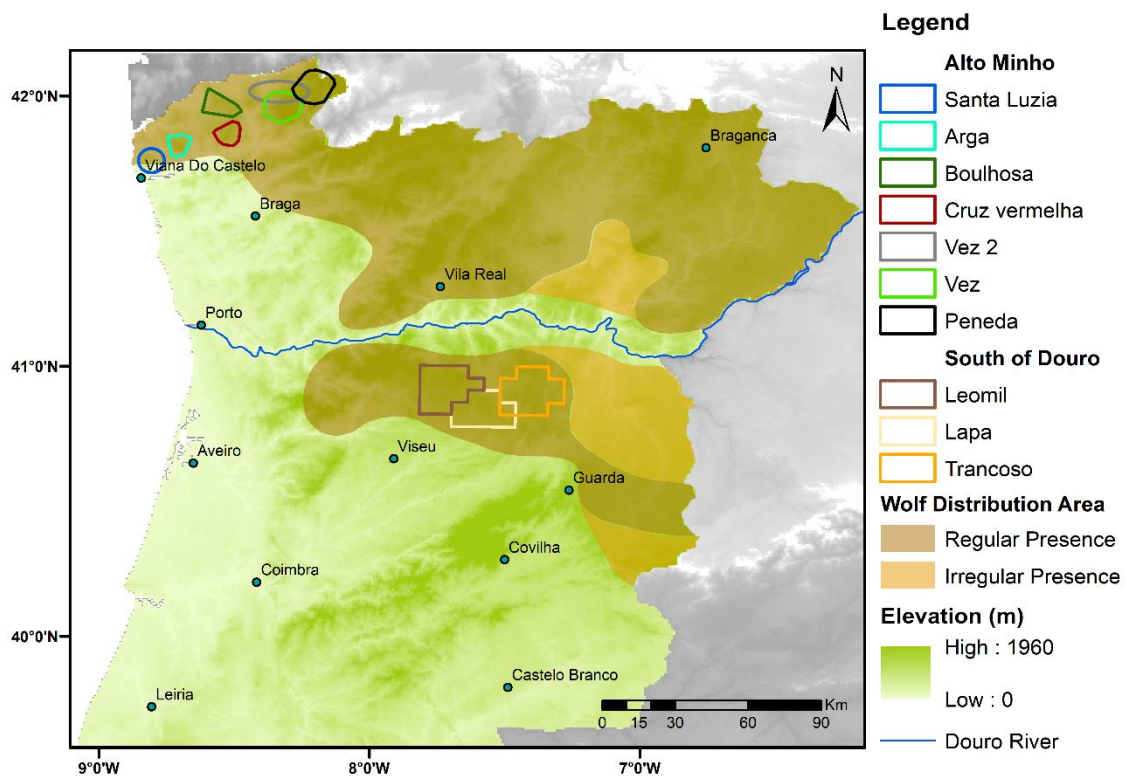 Legend
Alto Minho
Santa Luzia
Arga
Boulhosa
Cruz vermelha
Vez 2
Vez
Peneda
South of Douro
Leomil
Lapa
Trancoso
Wolf Distribution Area
Regular Presence
Irregular Presence
Elevation (m)
High : 1960
Low : 0
Douro River
N
42°0'N
41°0'N
40°0'N
Braganca
Viana Do Castelo
Braga
Vila Real
Porto
Aveiro
Viseu
Guarda
Covilha
Coimbra
Castelo Branco
Leiria
Km
0 15 30 60 90
9°0'W 8°0'W 7°0'W